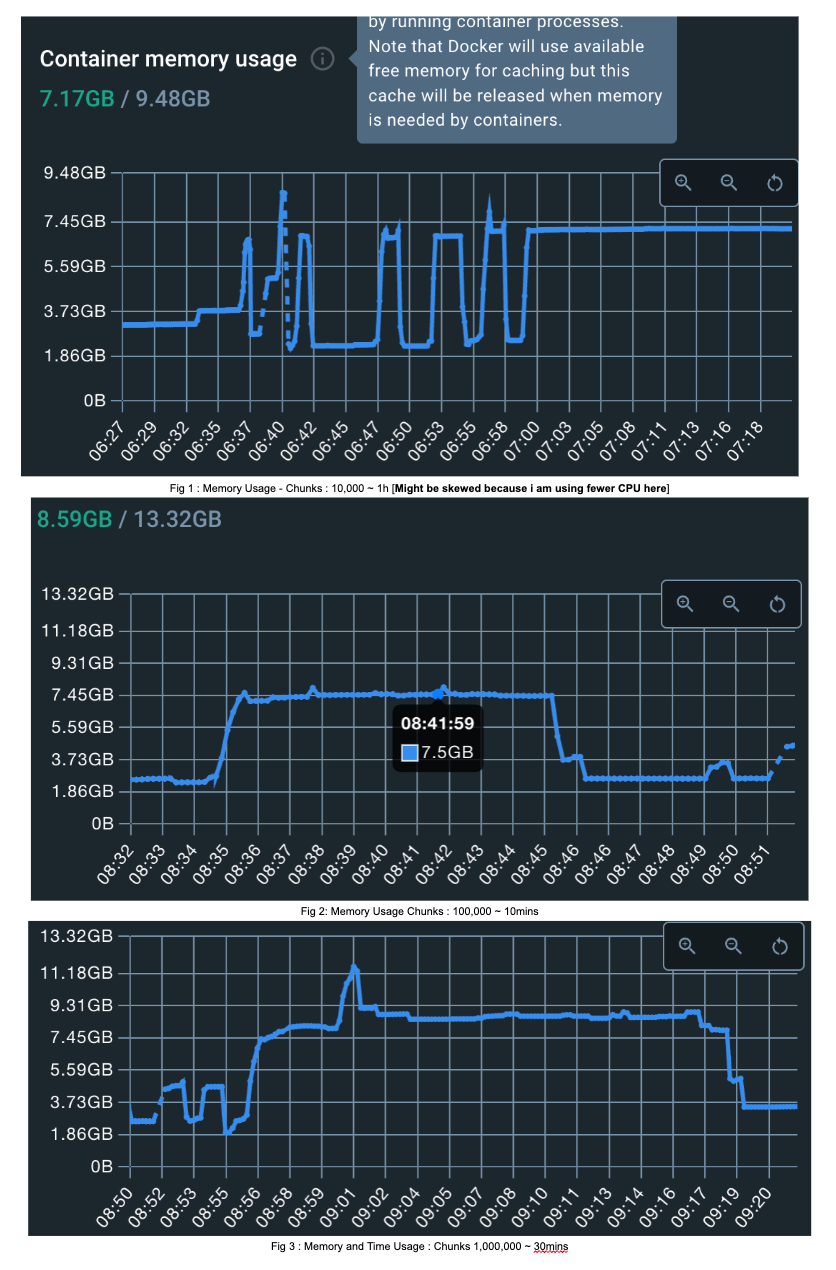 by running container processes.
Container memory usage
Note that Docker will use available
free memory for caching but this
7.17GB / 9.48GB
cache will be released when memory
is needed by containers.
9.48GB
7.45GB
5.59GB
3.73GB
1.86GB
0B
06:27 06:29 06:32 06:35 06:37 06:40 06:42 06:45 06:47 06:50 06:53 06:55 06:58 07:00 07:03 07:05 07:08 07:11 07:13 07:16 07:18
Fig 1 : Memory Usage - Chunks : 10,000 ~ 1h [Might be skewed because i am using fewer CPU here]
8.59GB / 13.32GB
13.32GB
11.18GB
9.31GB
7.45GB
5.59GB
3.73GB
1.86GB
0B
08:41:59
7.5GB
08:32 08:33 08:34 08:35 08:36 08:37 08:38 08:39 08:40 08:41 08:42 08:43 08:44 08:45 08:46 08:46 08:47 08:48 08:49 08:50 08:51
Fig 2: Memory Usage Chunks : 100,000 ~ 10mins
13.32GB
11.18GB
9.31GB
7.45GB
5.59GB
3.73GB
1.86GB
0B
08:50 08:52 08:53 08:55 08:56 08:58 08:59 09:01 09:02 09:04 09:05 09:07 09:08 09:10 09:11 09:13 09:14 09:16 09:17 09:19 09:20
Fig 3 : Memory and Time Usage : Chunks 1,000,000 ~ 30mins